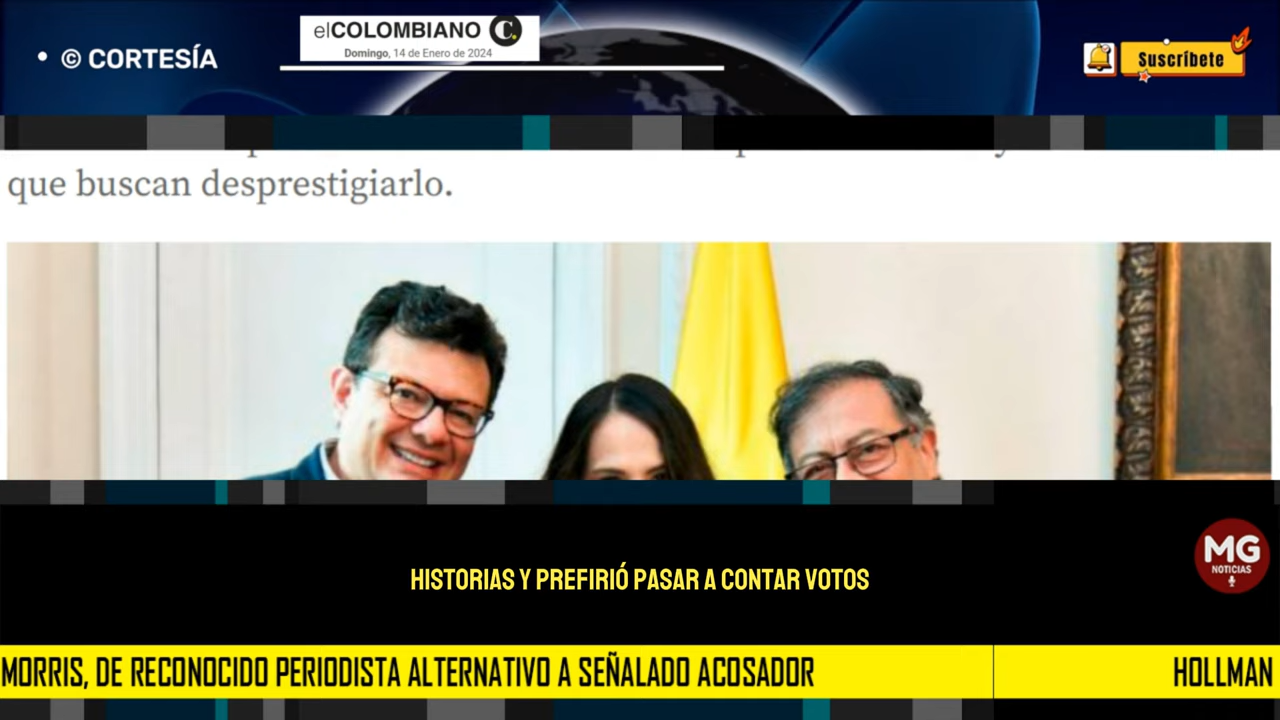 • © CORTESÍA
elCOLOMBIANO C.
Domingo, 14 de Enero de 2024
Suscríbete
que buscan desprestigiarlo.
HISTORIAS Y PREFIRIÓ PASAR A CONTAR VOTOS
MG
NOTICIAS
MORRIS, DE RECONOCIDO PERIODISTA ALTERNATIVO A SEÑALADO ACOSADOR
HOLLMAN